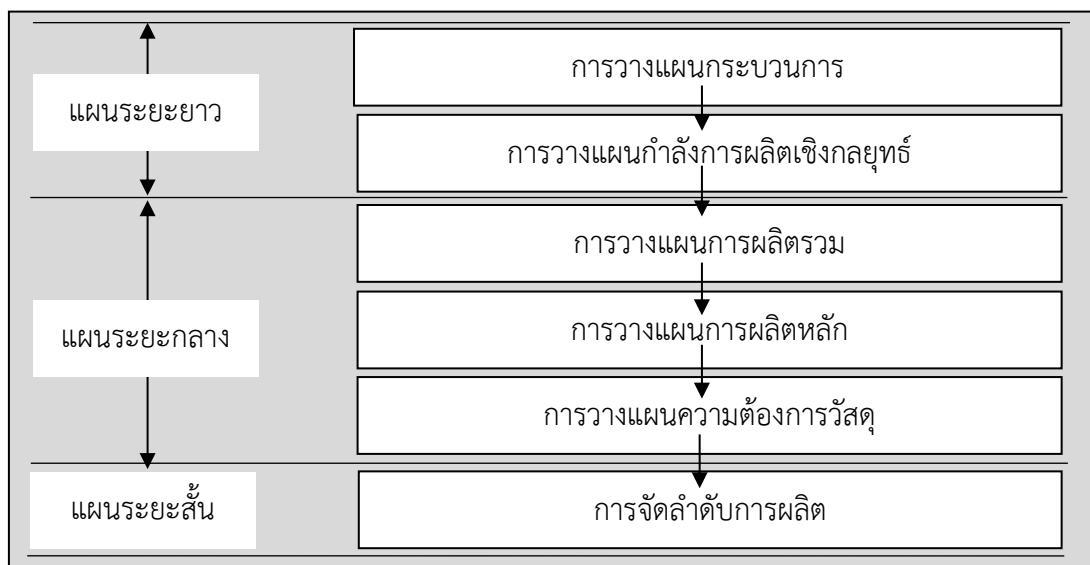 แผนระยะยาว
การวางแผนกระบวนการ
การวางแผนกำลังการผลิตเชิงกลยุทธ์
แผนระยะกลาง
การวางแผนการผลิตรวม
การวางแผนการผลิตหลัก
การวางแผนความต้องการวัสดุ
แผนระยะสั้น
การจัดลำดับการผลิต